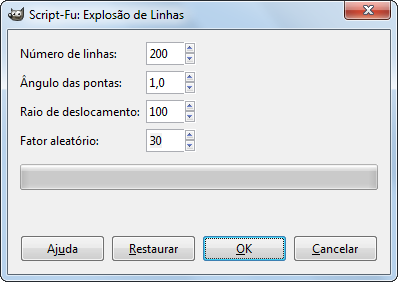 Script-Fu: Explosão de Linhas
Número de linhas: 200
Ângulo das pontas: 1,0
Raio de deslocamento: 100
Fator aleatório: 30
Ajuda Restaurar OK Cancelar